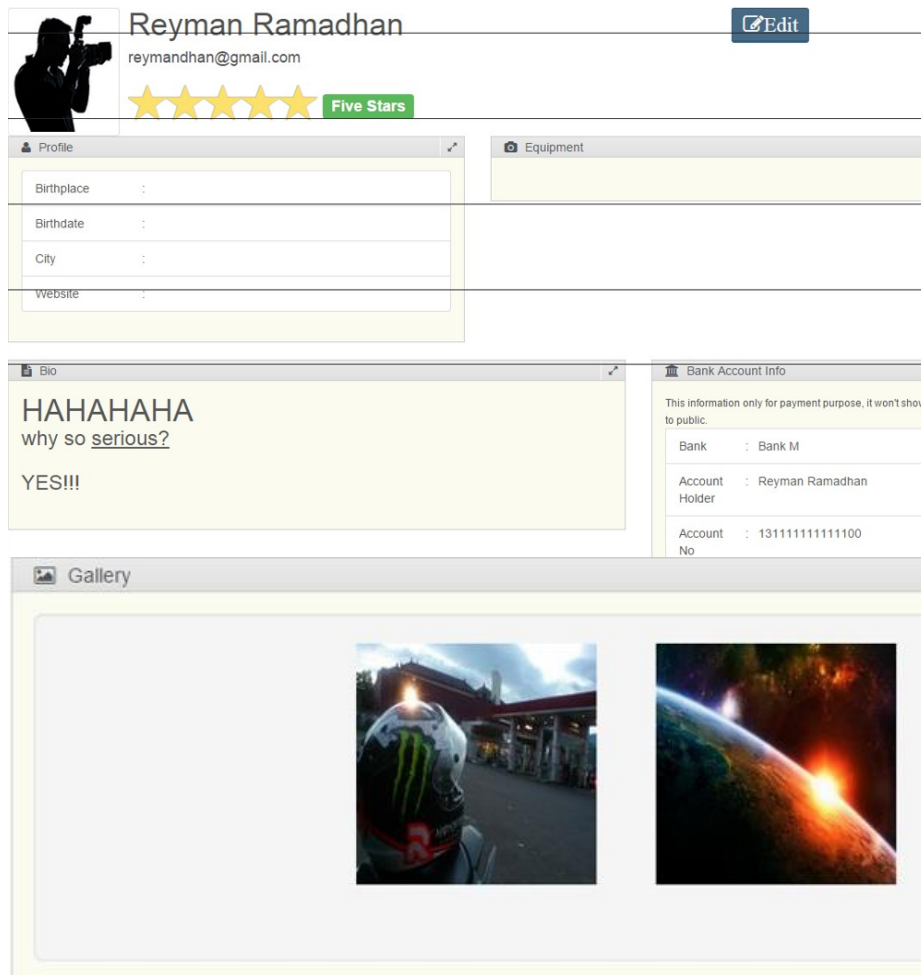 Reyman Ramadhan
Edit
reymandhan@gmail.com
Five Stars
Profile
Birthplace :
Birthdate :
City :
Website :
Equipment
Bio
HAHAHAHA
why so serious?
YES!!!
Bank Account Info
This information only for payment purpose, it won't show
to public.
Bank : Bank M
Account : Reyman Ramadhan
Holder
Account : 131111111111100
No
Gallery
R